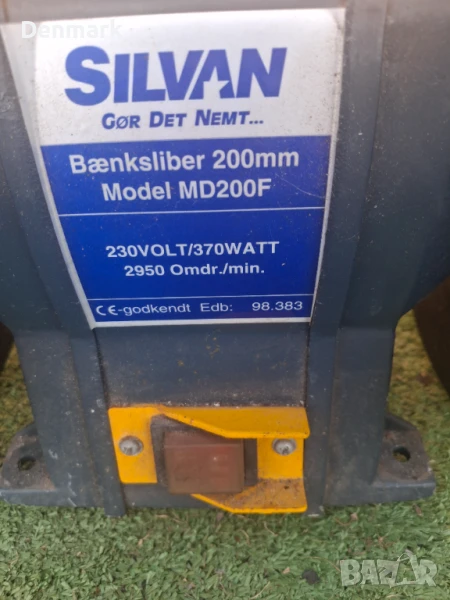 Denmark
SILVAN
GØR DET NEMT...
Bænksliber 200mm
Model MD200F
230VOLT/370WATT
2950 Omdr./min.
CE-godkendt Edb: 98.383
BAZAR